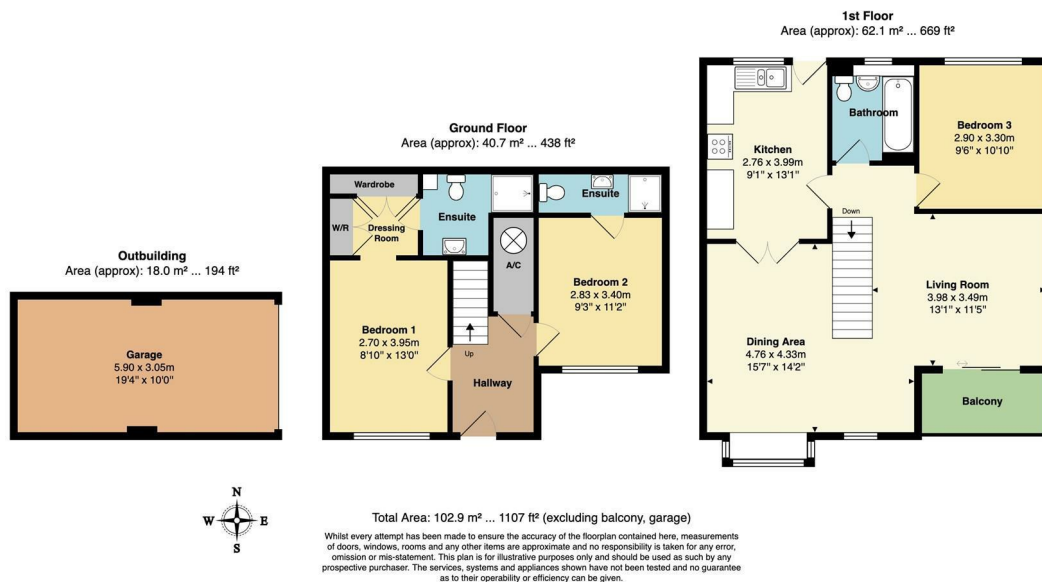 Outbuilding
Area (approx): 18.0 m² ... 194 ft²
Garage
5.90 x 3.05m
19'4" x 10'0"
Ground Floor
Area (approx): 40.7 m² ... 438 ft²
Wardrobe
W/R
Dressing
Room
Ensuite
Ensuite
A/C
Bedroom 1
2.70 x 3.95m
8'10" x 13'0"
Up
Hallway
Bedroom 2
2.83 x 3.40m
9'3" x 11'2"
1st Floor
Area (approx): 62.1 m² ... 669 ft²
Kitchen
2.76 x 3.99m
9'1" x 13'1"
Bathroom
Bedroom 3
2.90 x 3.30m
9'6" x 10'10"
Down
Living Room
3.98 x 3.49m
13'1" x 11'5"
Dining Area
4.76 x 4.33m
15'7" x 14'2"
Balcony
N
W E
S
Total Area: 102.9 m² ... 1107 ft² (excluding balcony, garage)
Whilst every attempt has been made to ensure the accuracy of the floorplan contained here, measurements
of doors, windows, rooms and any other items are approximate and no responsibility is taken for any error,
omission or mis-statement. This plan is for illustrative purposes only and should be used as such by any
prospective purchaser. The services, systems and appliances shown have not been tested and no guarantee
as to their operability or efficiency can be given.